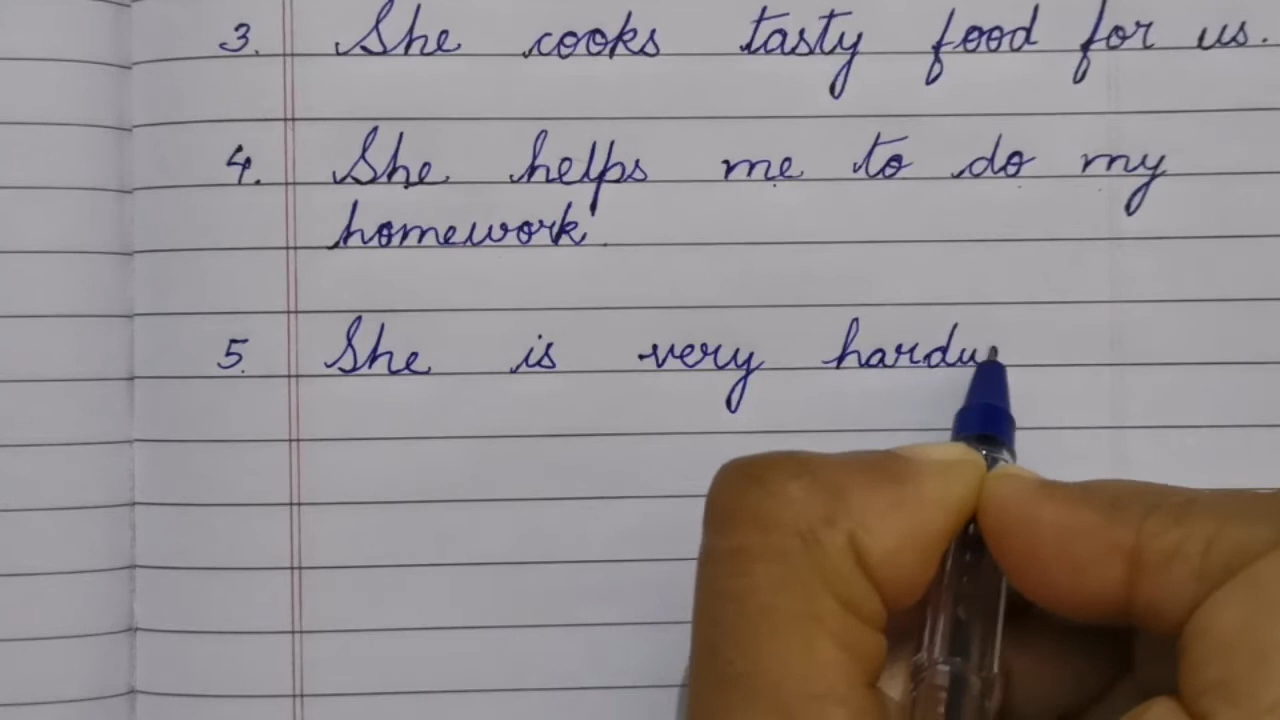 3. She cooks tasty food for us.
4. She helps me to do my
homework.
5. She is very hardw